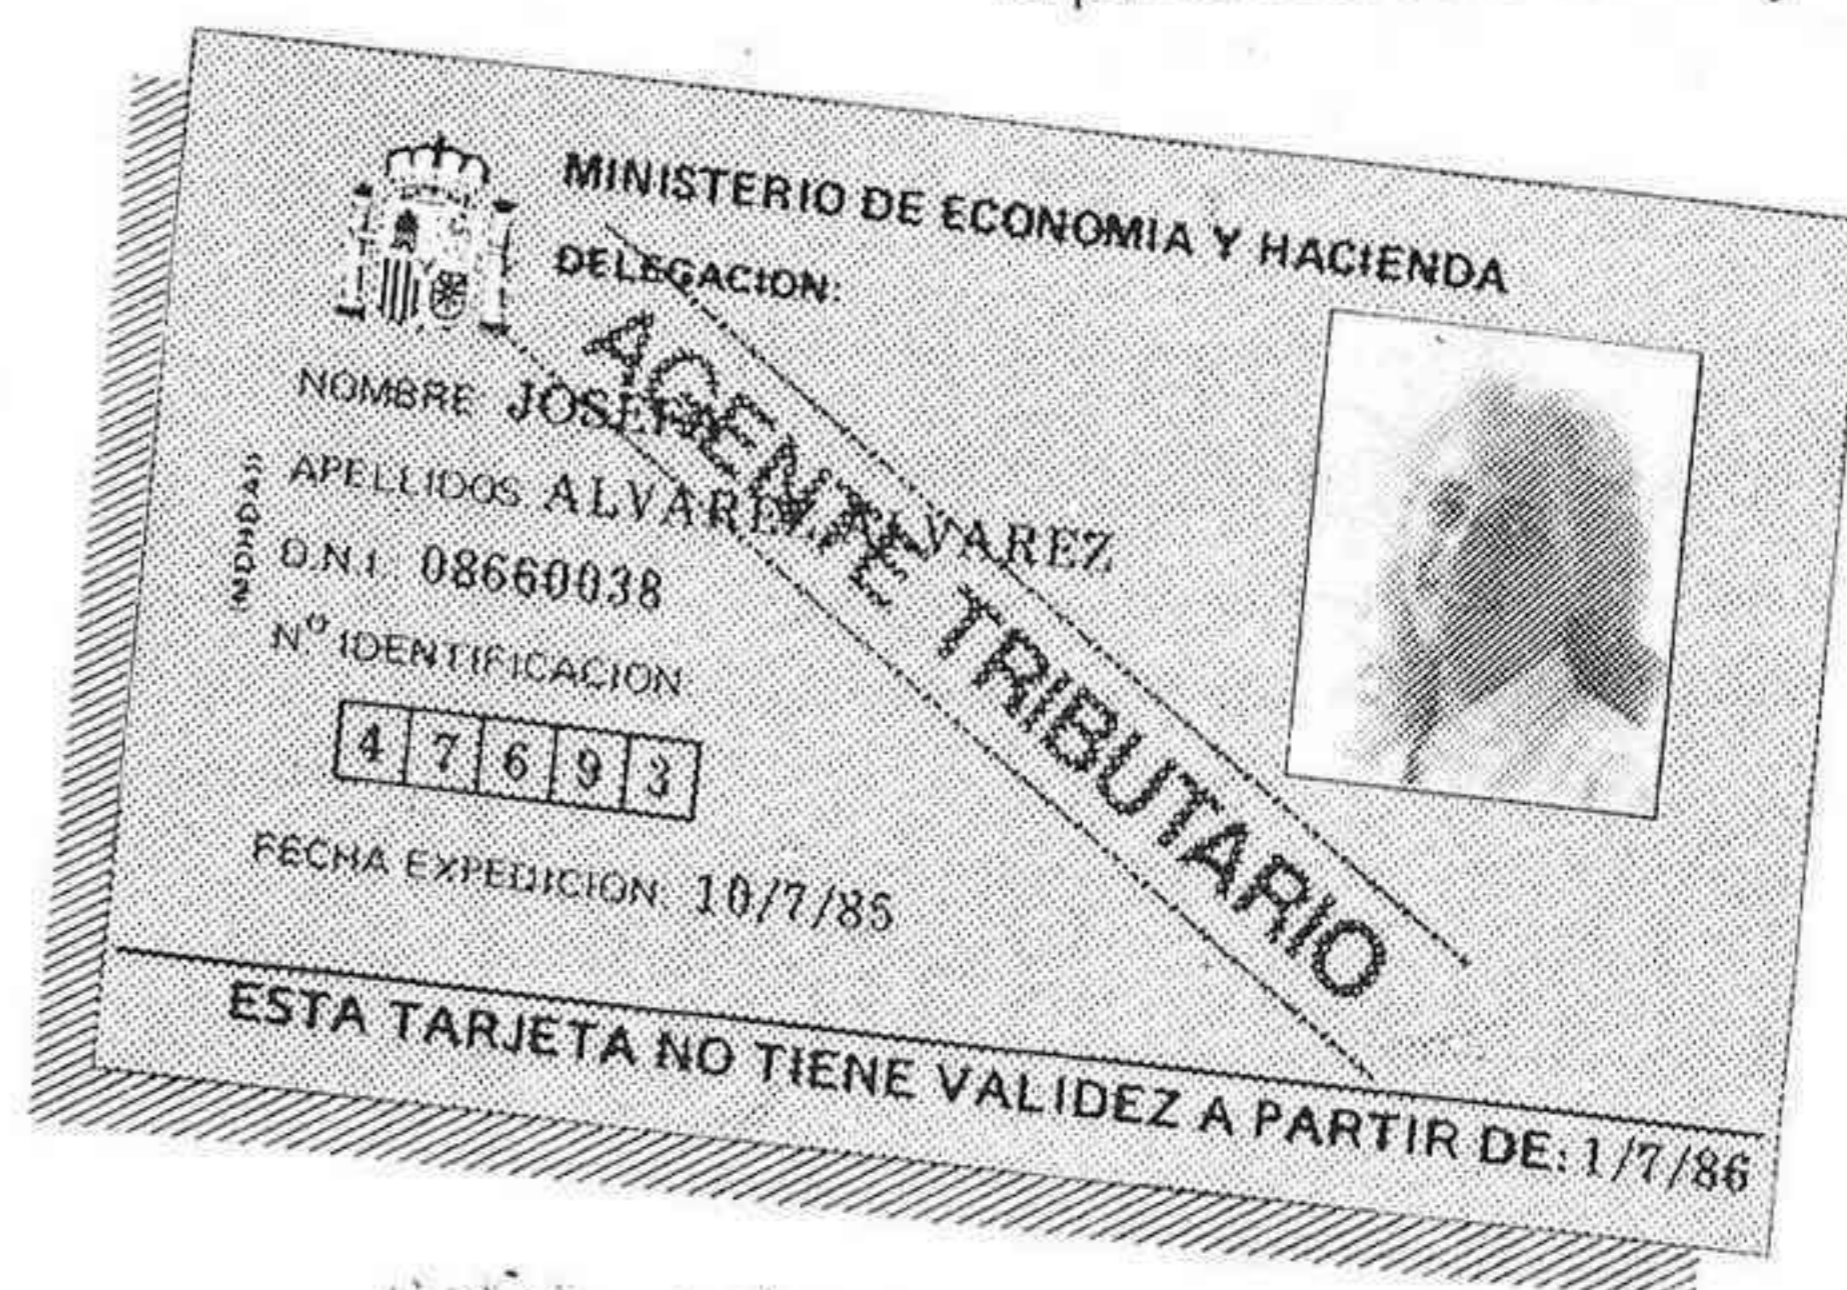 MINISTERIO DE ECONOMIA Y HACIENDA
DELEGACION:
NOMBRE JOSEFA
APELLIDOS ALVAREZ ALVAREZ
D.N.I. 08660038
Nº IDENTIFICACION:
4 7 6 9 3
FECHA EXPEDICION: 10/7/85
AGENTE TRIBUTARIO
ESTA TARJETA NO TIENE VALIDEZ A PARTIR DE: 1/7/86